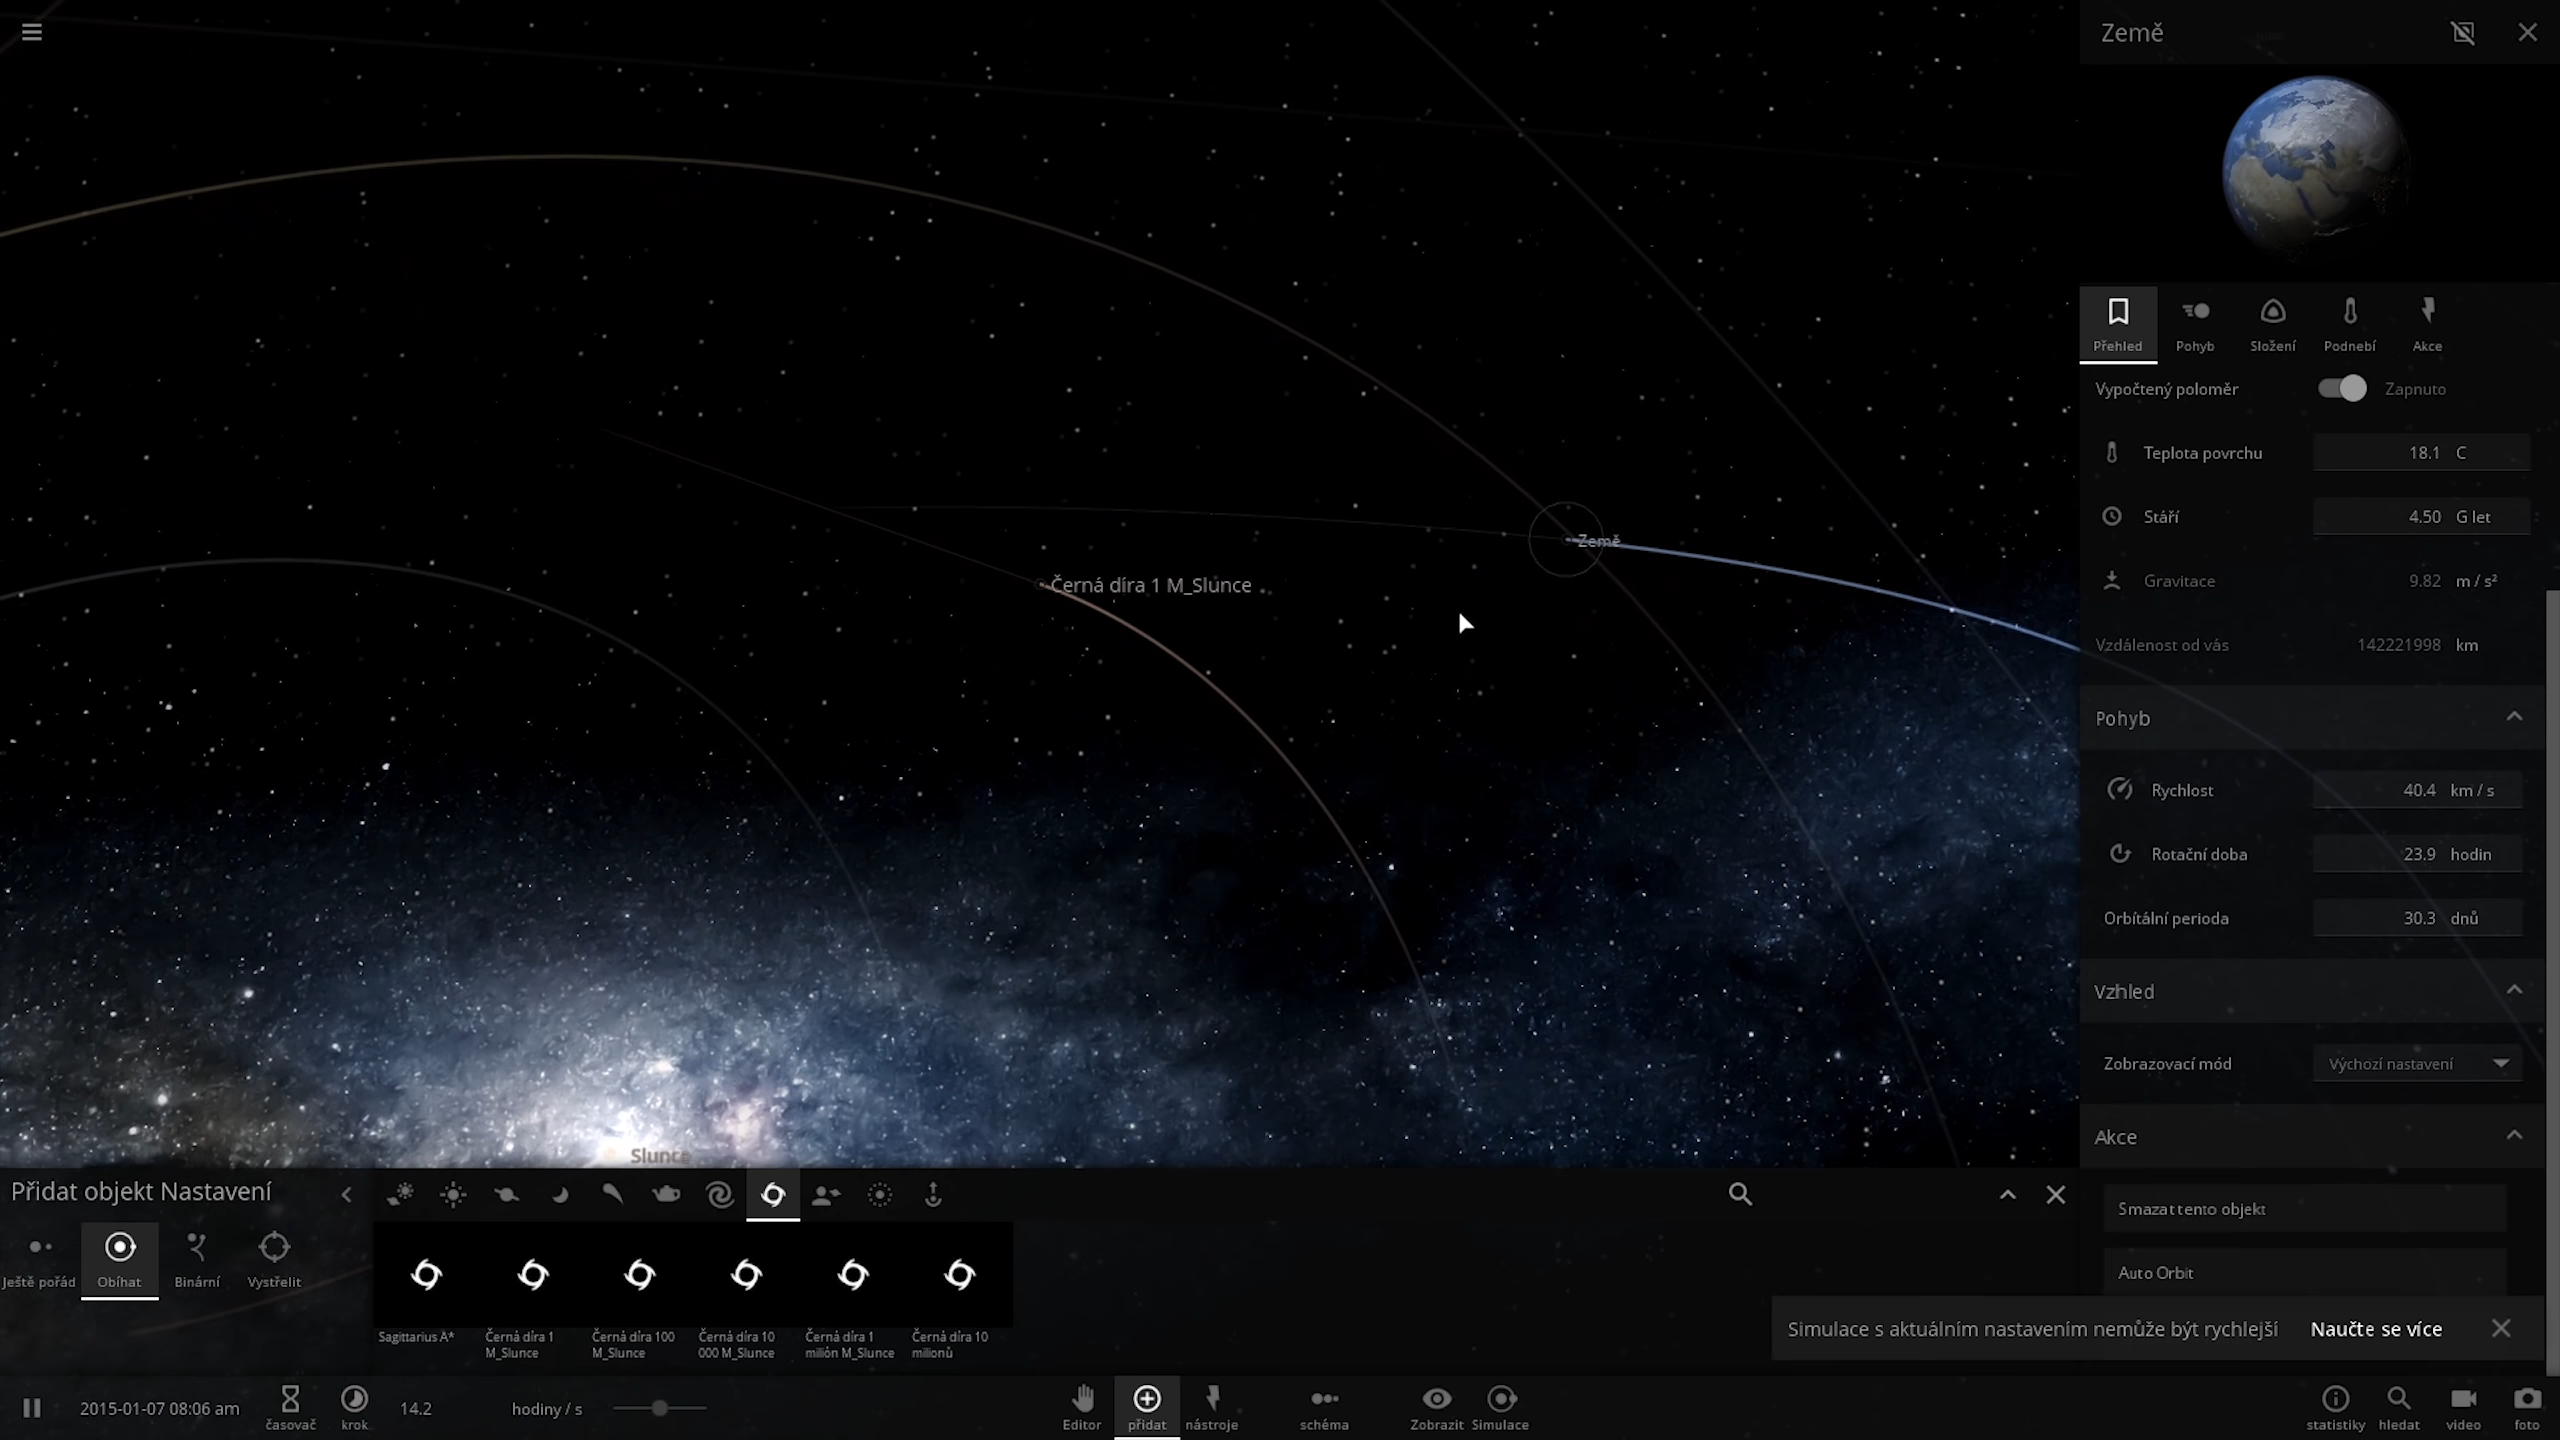 Země
Přehled
Pohyb
Složení
Podnebí
Akce
Vypočtený poloměr
Zapnuto
Teplota povrchu 18.1 C
Stáří 4.50 G let
Gravitace 9.82 m / s²
Vzdálenost od vás 142221998 km
Pohyb
Rychlost 40.4 km / s
Rotační doba 23.9 hodin
Orbitální perioda 30.3 dnů
Vzhled
Zobrazovací mód Výchozí nastavení
Akce
Smazat tento objekt
Auto Orbit
Země
Černá díra 1 M_Slunce
Slunce
Přidat objekt Nastavení
Ještě pořád
Obíhat
Binární
Vystřelit
Sagittarius A*
Černá díra 1
M_Slunce
Černá díra 100
M_Slunce
Černá díra 10
000 M_Slunce
Černá díra 1
milión M_Slunce
Černá díra 10
milionů
Simulace s aktuálním nastavením nemůže být rychlejší Naučte se více
2015-01-07 08:06 am
časovač
krok
14.2 hodiny / s
Editor
přidat
nástroje
schéma
Zobrazit
Simulace
statistiky
hledat
video
foto